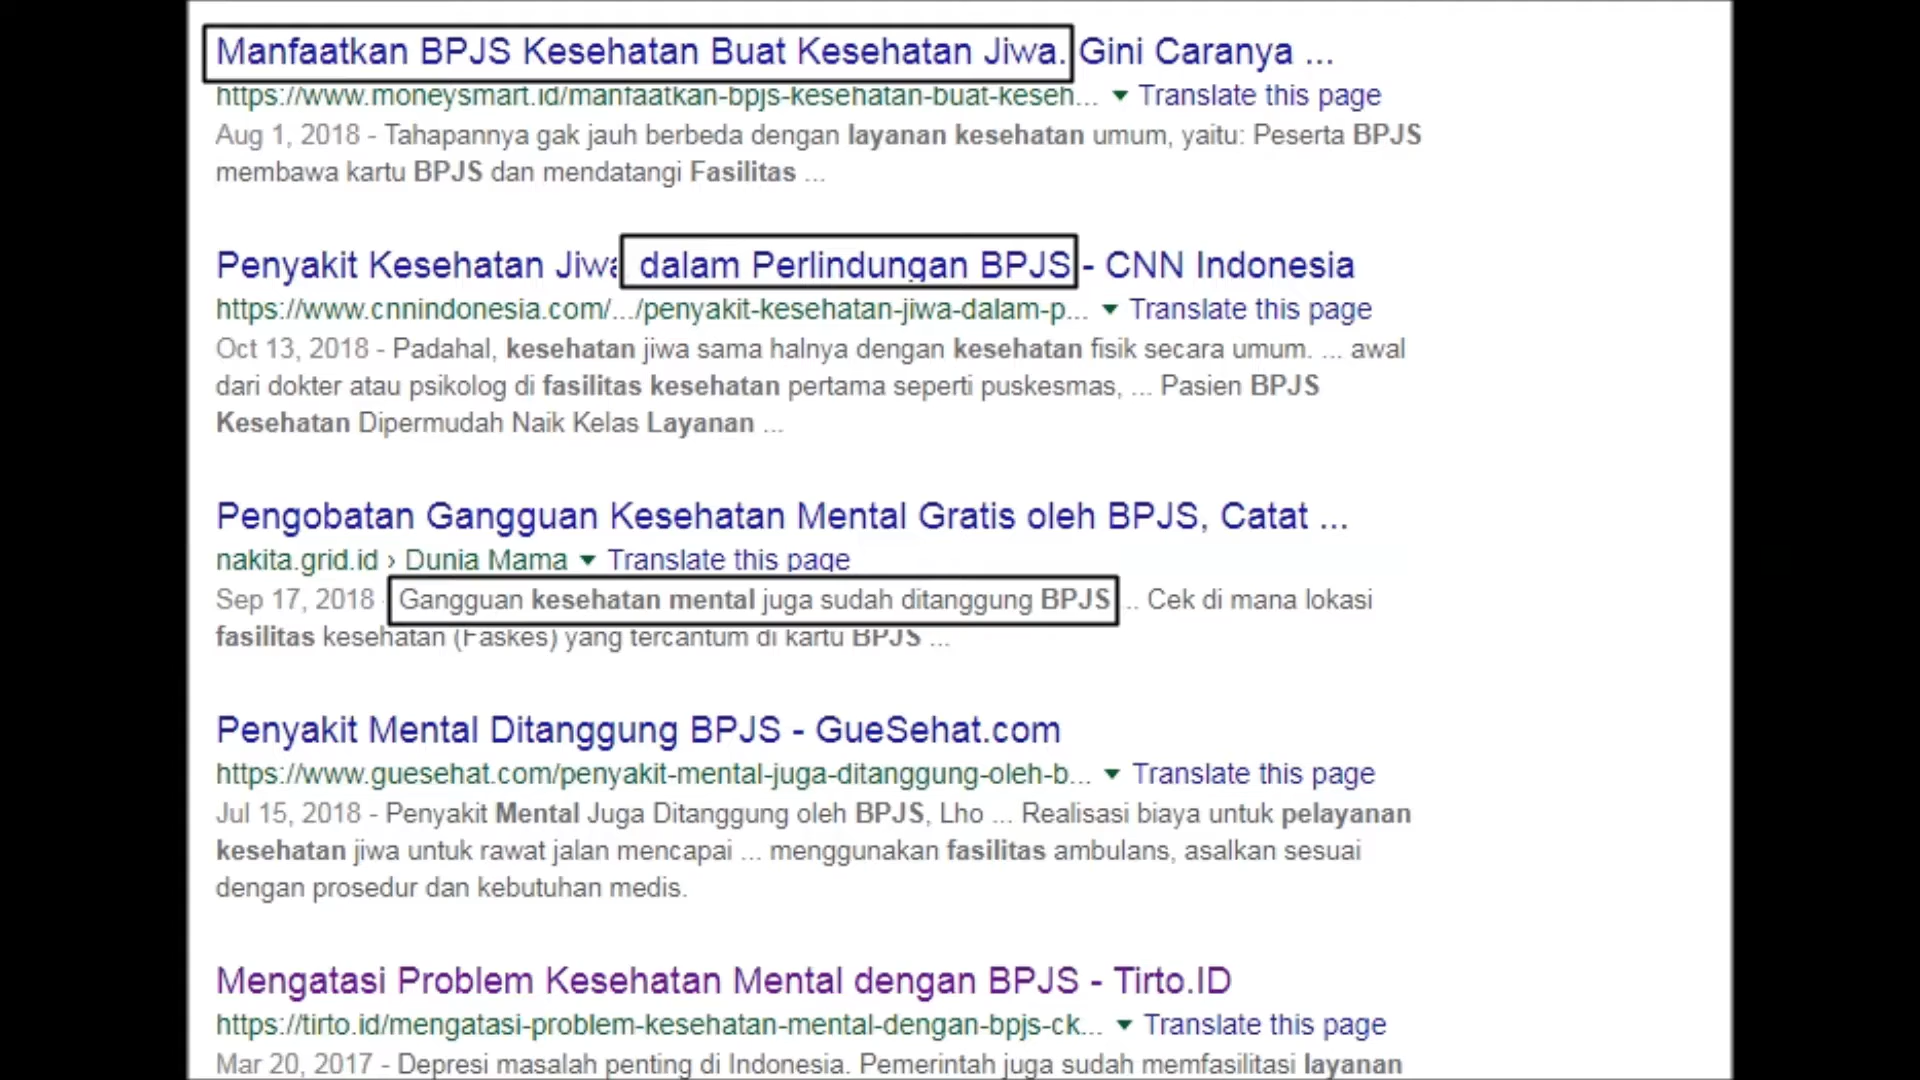 Manfaatkan BPJS Kesehatan Buat Kesehatan Jiwa. Gini Caranya ...
https://www.moneysmart.id/manfaatkan-bpjs-kesehatan-buat-keseh... ▼ Translate this page
Aug 1, 2018 - Tahapannya gak jauh berbeda dengan layanan kesehatan umum, yaitu: Peserta BPJS
membawa kartu BPJS dan mendatangi Fasilitas ...
Penyakit Kesehatan Jiwa dalam Perlindungan BPJS - CNN Indonesia
https://www.cnnindonesia.com/.../penyakit-kesehatan-jiwa-dalam-p... ▼ Translate this page
Oct 13, 2018 - Padahal, kesehatan jiwa sama halnya dengan kesehatan fisik secara umum. ... awal
dari dokter atau psikolog di fasilitas kesehatan pertama seperti puskesmas, ... Pasien BPJS
Kesehatan Dipermudah Naik Kelas Layanan ...
Pengobatan Gangguan Kesehatan Mental Gratis oleh BPJS, Catat ...
nakita.grid.id › Dunia Mama ▼ Translate this page
Sep 17, 2018 - Gangguan kesehatan mental juga sudah ditanggung BPJS ... Cek di mana lokasi
fasilitas kesehatan (Faskes) yang tercantum di kartu BPJS ...
Penyakit Mental Ditanggung BPJS - GueSehat.com
https://www.guesehat.com/penyakit-mental-juga-ditanggung-oleh-b... ▼ Translate this page
Jul 15, 2018 - Penyakit Mental Juga Ditanggung oleh BPJS, Lho ... Realisasi biaya untuk pelayanan
kesehatan jiwa untuk rawat jalan mencapai ... menggunakan fasilitas ambulans, asalkan sesuai
dengan prosedur dan kebutuhan medis.
Mengatasi Problem Kesehatan Mental dengan BPJS - Tirto.ID
https://tirto.id/mengatasi-problem-kesehatan-mental-dengan-bpjs-ck... ▼ Translate this page
Mar 20, 2017 - Depresi masalah penting di Indonesia. Pemerintah juga sudah memfasilitasi layanan